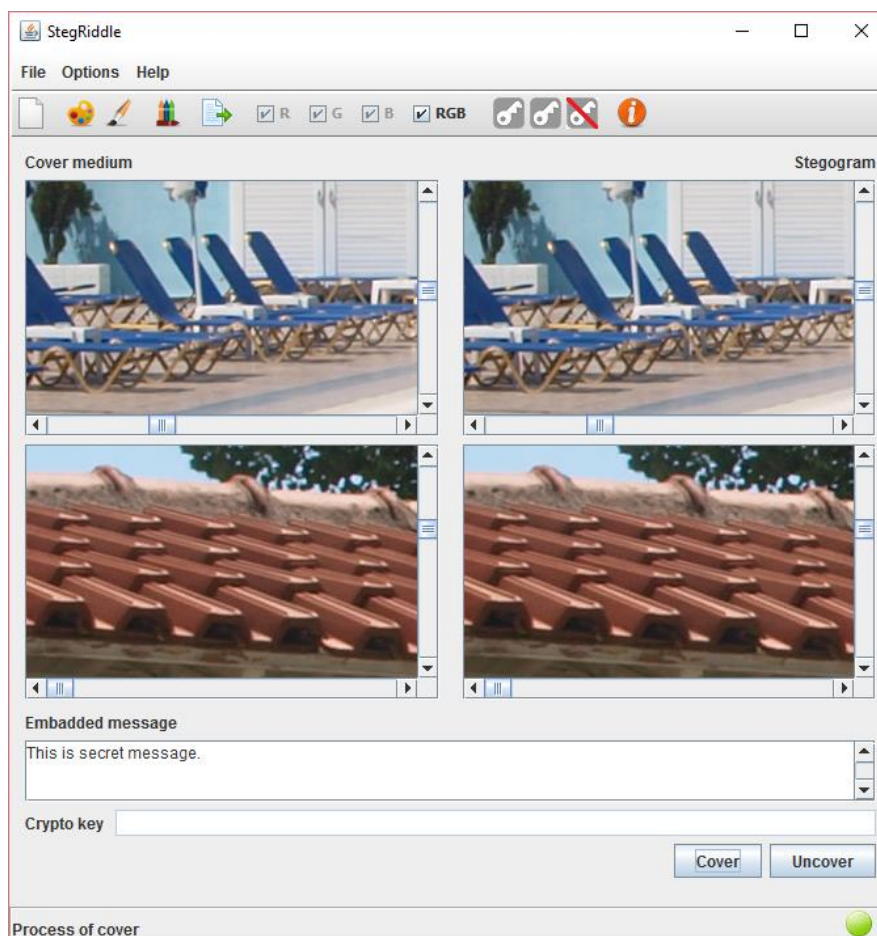 StegRiddle
File Options Help
R G B RGB
Cover medium Stegogram
Embadded message
This is secret message.
Crypto key
Cover Uncover
Process of cover